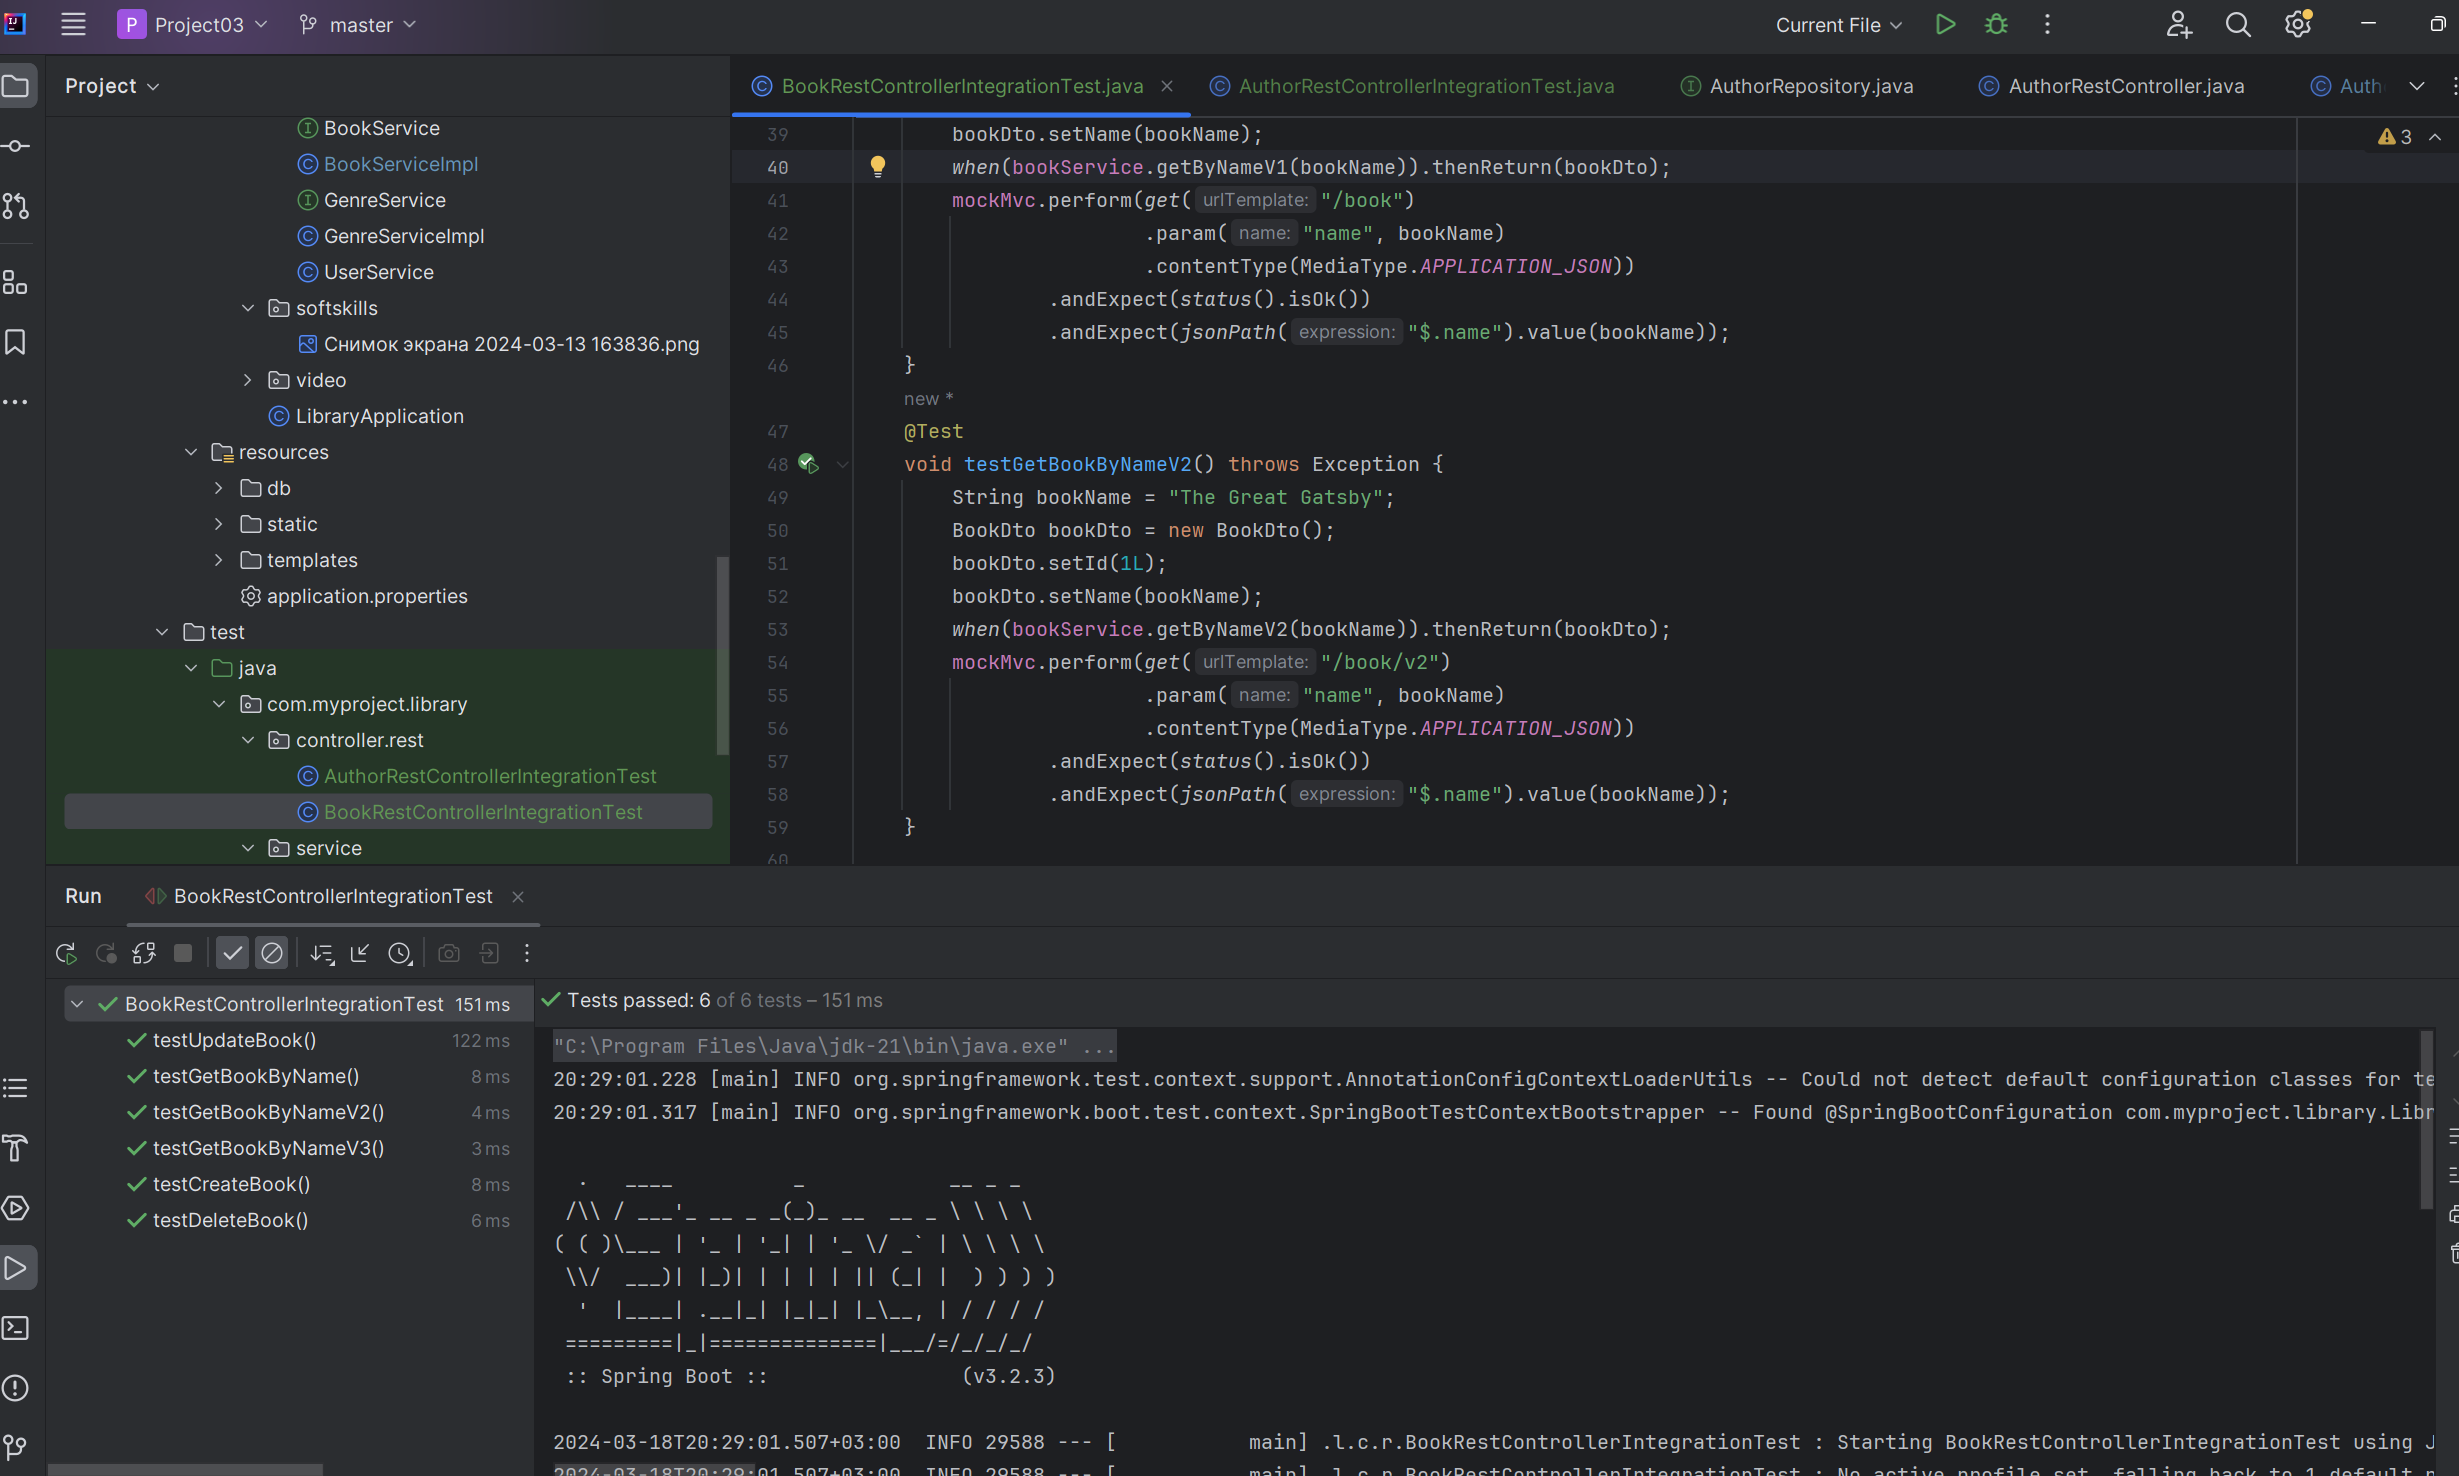 P Project03 master Current File
Project
BookService
BookServiceImpl
GenreService
GenreServiceImpl
UserService
softskills
Снимок экрана 2024-03-13 163836.png
video
LibraryApplication
resources
db
static
templates
application.properties
test
java
com.myproject.library
controller.rest
AuthorRestControllerIntegrationTest
BookRestControllerIntegrationTest
service
BookRestControllerIntegrationTest.java AuthorRestControllerIntegrationTest.java AuthorRepository.java AuthorRestController.java Auth
3
39 bookDto.setName(bookName);
40 when(bookService.getByNameV1(bookName)).thenReturn(bookDto);
41 mockMvc.perform(get( urlTemplate: "/book")
42 .param( name: "name", bookName)
43 .contentType(MediaType.APPLICATION_JSON))
44 .andExpect(status().isOk())
45 .andExpect(jsonPath( expression: "$.name").value(bookName));
46 }
new *
47 @Test
48 void testGetBookByNameV2() throws Exception {
49 String bookName = "The Great Gatsby";
50 BookDto bookDto = new BookDto();
51 bookDto.setId(1L);
52 bookDto.setName(bookName);
53 when(bookService.getByNameV2(bookName)).thenReturn(bookDto);
54 mockMvc.perform(get( urlTemplate: "/book/v2")
55 .param( name: "name", bookName)
56 .contentType(MediaType.APPLICATION_JSON))
57 .andExpect(status().isOk())
58 .andExpect(jsonPath( expression: "$.name").value(bookName));
59 }
60
Run BookRestControllerIntegrationTest
BookRestControllerIntegrationTest 151 ms
testUpdateBook() 122 ms
testGetBookByName() 8 ms
testGetBookByNameV2() 4 ms
testGetBookByNameV3() 3 ms
testCreateBook() 8 ms
testDeleteBook() 6 ms
Tests passed: 6 of 6 tests – 151 ms
"C:\Program Files\Java\jdk-21\bin\java.exe" ...
20:29:01.228 [main] INFO org.springframework.test.context.support.AnnotationConfigContextLoaderUtils -- Could not detect default configuration classes for te
20:29:01.317 [main] INFO org.springframework.boot.test.context.SpringBootTestContextBootstrapper -- Found @SpringBootConfiguration com.myproject.library.Libr
:: Spring Boot :: (v3.2.3)
2024-03-18T20:29:01.507+03:00 INFO 29588 --- [ main] .l.c.r.BookRestControllerIntegrationTest : Starting BookRestControllerIntegrationTest using J
2024-03-18T20:29:01.507+03:00 INFO 29588 --- [ main] .l.c.r.BookRestControllerIntegrationTest : No active profile set, falling back to 1 default